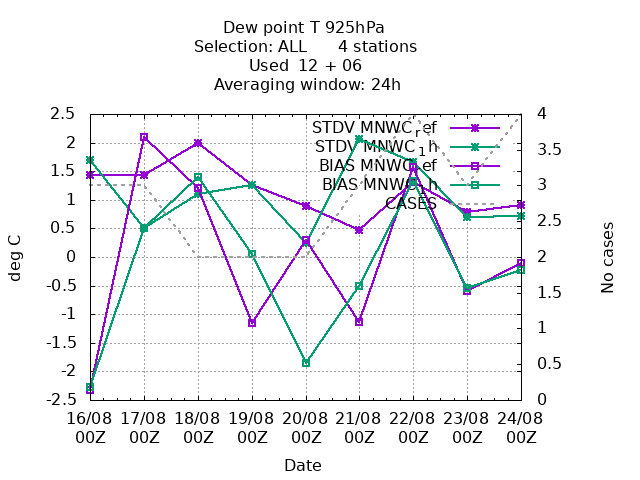 Dew point T 925hPa
Selection: ALL      4 stations
Used  12 + 06
Averaging window: 24h
STDV MNWC_ref
STDV MNWC_1h
BIAS MNWC_ref
BIAS MNWC_1h
CASES
2.5
2
1.5
1
0.5
0
-0.5
-1
-1.5
-2
-2.5
deg C
4
3.5
3
2.5
2
1.5
1
0.5
0
No cases
16/08 17/08 18/08 19/08 20/08 21/08 22/08 23/08 24/08
00Z 00Z 00Z 00Z 00Z 00Z 00Z 00Z 00Z
Date